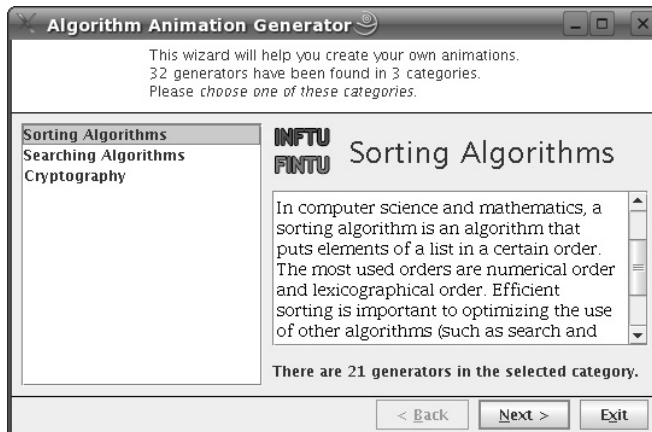 Algorithm Animation Generator
This wizard will help you create your own animations.
32 generators have been found in 3 categories.
Please choose one of these categories.
Sorting Algorithms
Searching Algorithms
Cryptography
INFTU
FINTU
Sorting Algorithms
In computer science and mathematics, a
sorting algorithm is an algorithm that
puts elements of a list in a certain order.
The most used orders are numerical order
and lexicographical order. Efficient
sorting is important to optimizing the use
of other algorithms (such as search and
There are 21 generators in the selected category.
< Back
Next >
Exit